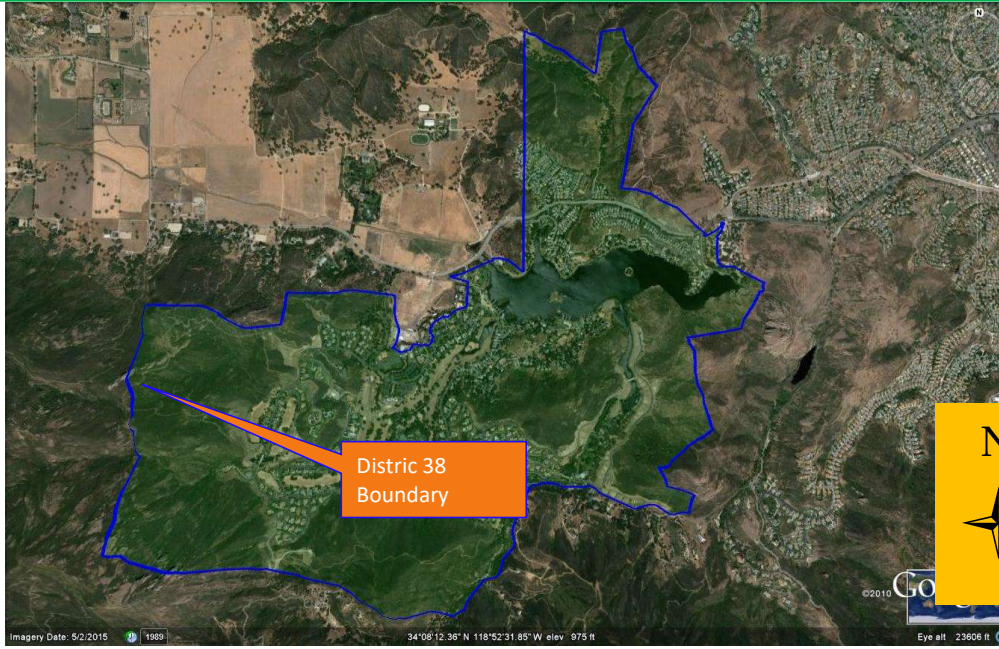 N
Distric 38
Boundary
N
©2010 Go
Imagery Date: 5/2/2015 1989 34°08'12.36" N 118°52'31.85" W elev 975 ft Eye alt 23606 ft